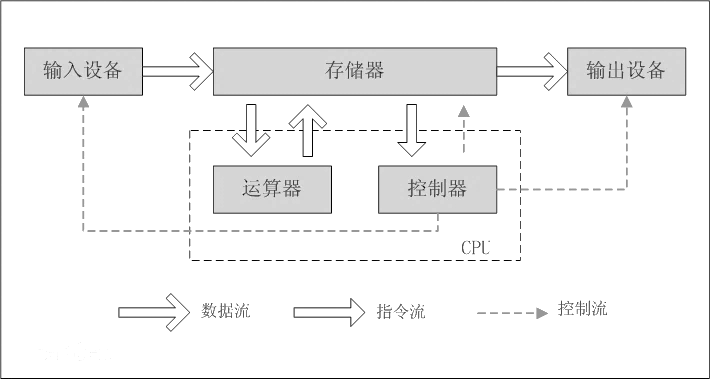 输入设备
存储器
输出设备
运算器
控制器
CPU
数据流
指令流
控制流